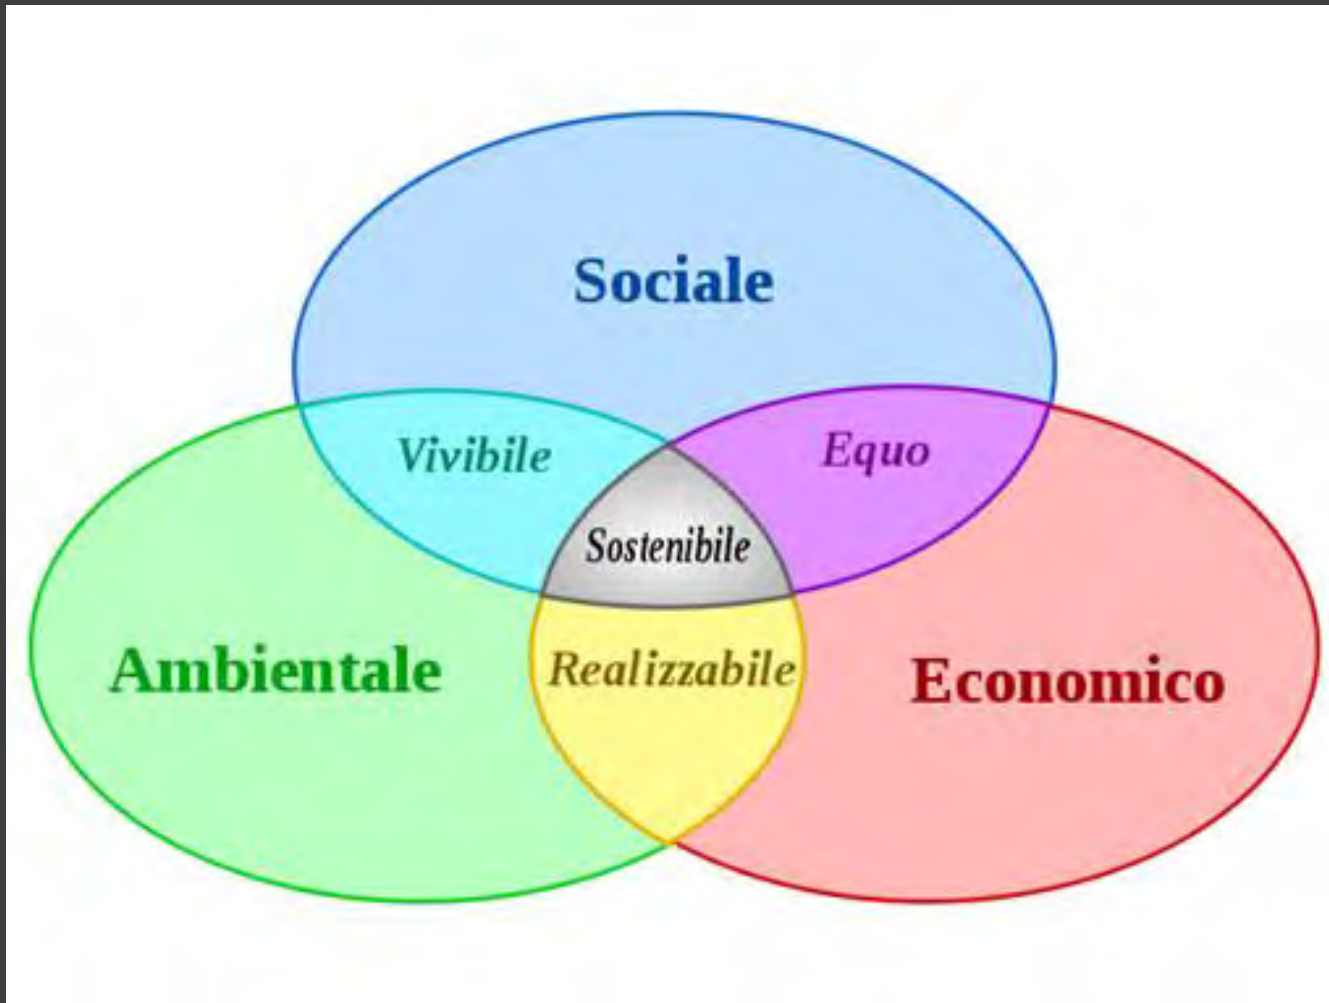 Sociale
Vivibile
Equo
Sostenibile
Ambientale
Realizzabile
Economico